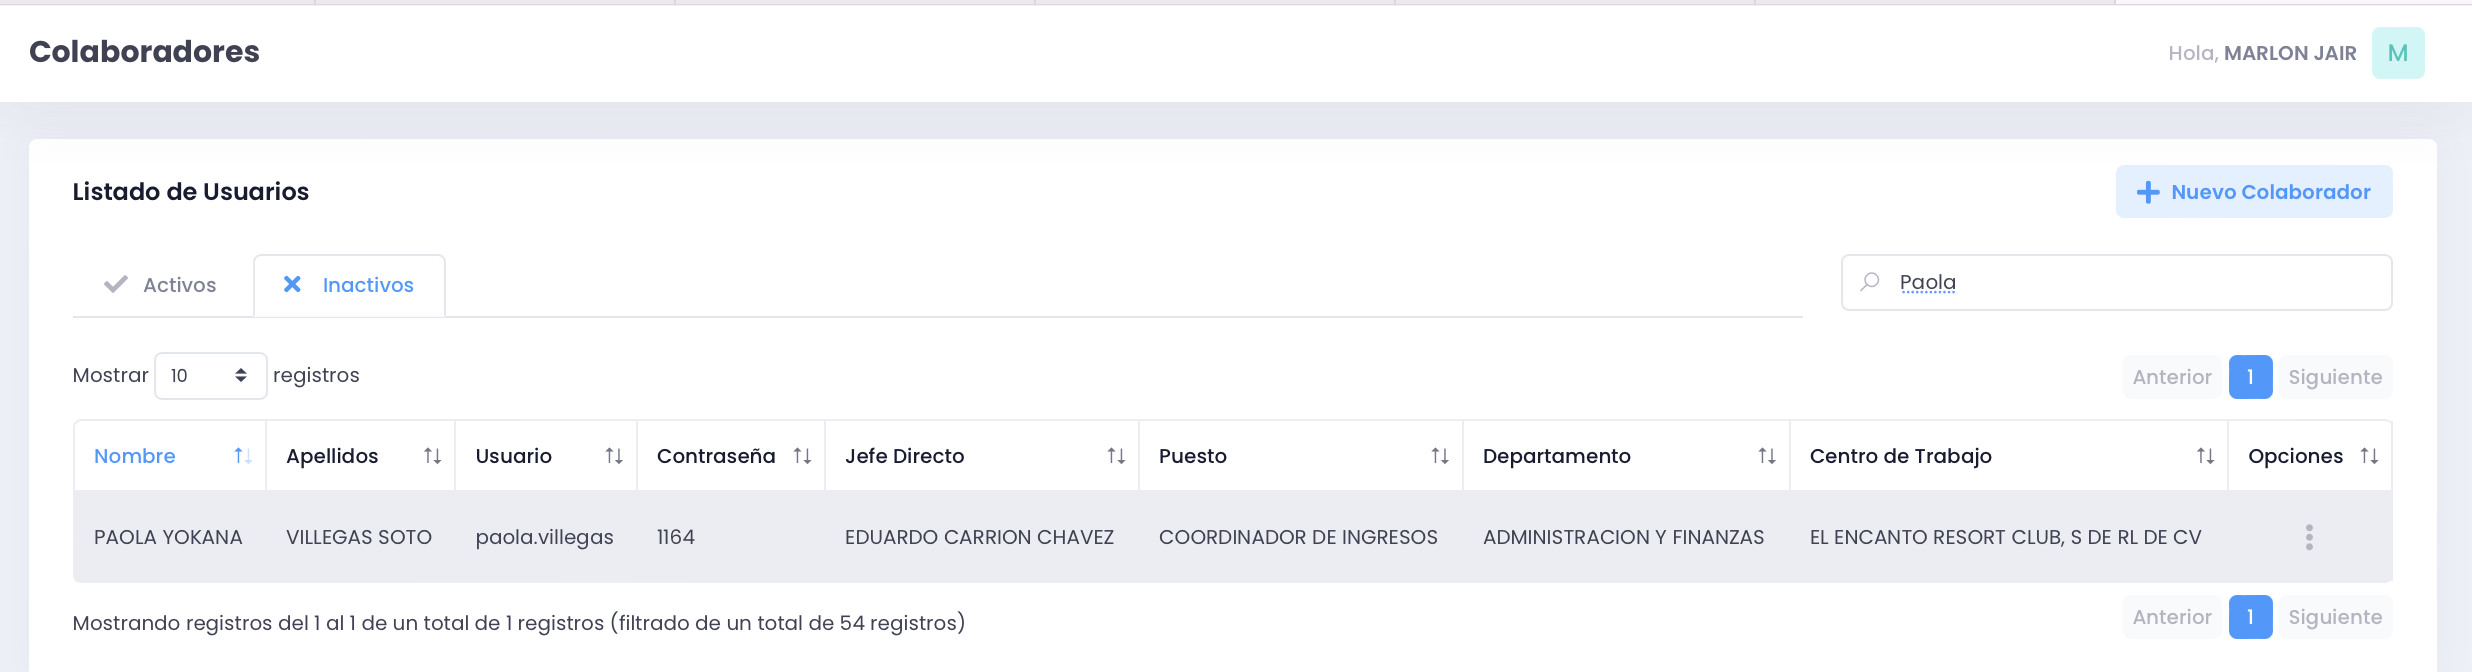 Colaboradores
Hola, MARLON JAIR M
Listado de Usuarios
Nuevo Colaborador
Activos Inactivos Paola
Mostrar 10 registros Anterior 1 Siguiente
Nombre Apellidos Usuario Contraseña Jefe Directo Puesto Departamento Centro de Trabajo Opciones
PAOLA YOKANA VILLEGAS SOTO paola.villegas 1164 EDUARDO CARRION CHAVEZ COORDINADOR DE INGRESOS ADMINISTRACION Y FINANZAS EL ENCANTO RESORT CLUB, S DE RL DE CV
Mostrando registros del 1 al 1 de un total de 1 registros (filtrado de un total de 54 registros) Anterior 1 Siguiente